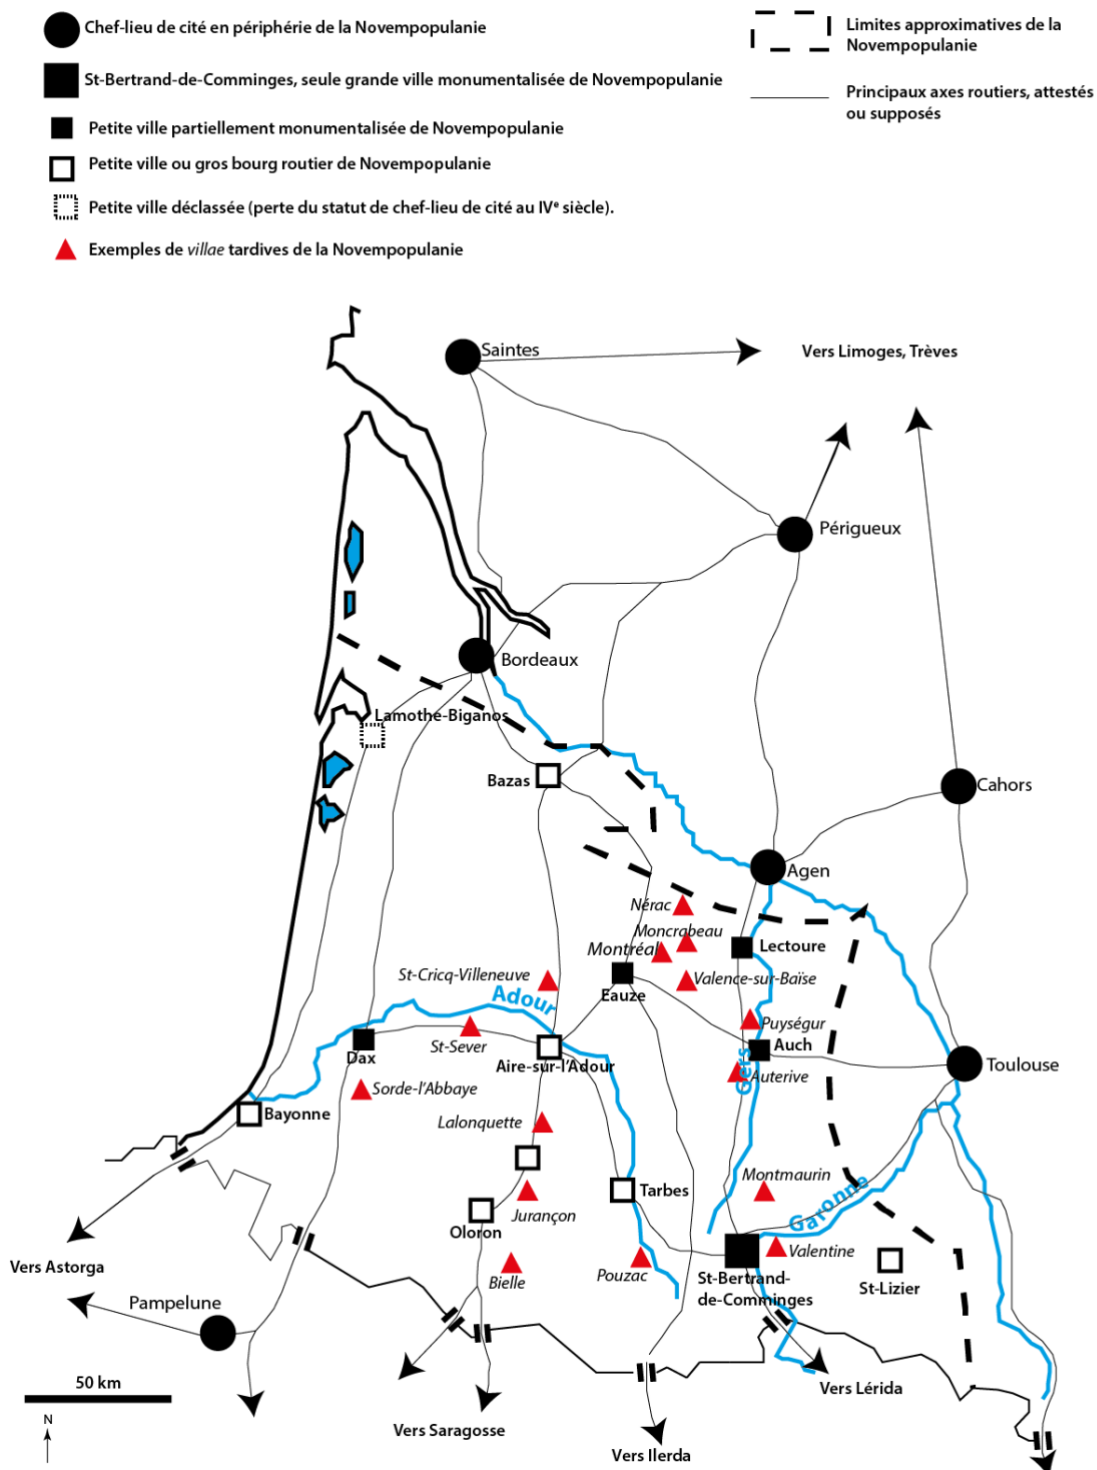 Chef-lieu de cité en périphérie de la Novempopulanie
St-Bertrand-de-Comminges, seule grande ville monumentalisée de Novempopulanie
Petite ville partiellement monumentalisée de Novempopulanie
Petite ville ou gros bourg routier de Novempopulanie
Petite ville déclassée (perte du statut de chef-lieu de cité au IVe siècle).
Exemples de villae tardives de la Novempopulanie
Limites approximatives de la
Novempopulanie
Principaux axes routiers, attestés
ou supposés
Saintes
Vers Limoges, Trèves
Périgueux
Bordeaux
Lamothe-Biganos
Bazas
Cahors
Agen
Nérac
Moncrabeau
Montréal
Lectoure
St-Cricq-Villeneuve
Valence-sur-Baïse
Adour
Eauze
Puységur
St-Sever
Auch
Dax
Aire-sur-l'Adour
Toulouse
Gers
Auterive
Sorde-l'Abbaye
Bayonne
Lalonquette
Montmaurin
Tarbes
Jurançon
Garonne
Oloron
Valentine
Vers Astorga
Bielle
Pouzac
St-Bertrand-
de-Comminges
St-Lizier
Pampelune
50 km
Vers Lérida
N
Vers Saragosse
Vers Ilerda